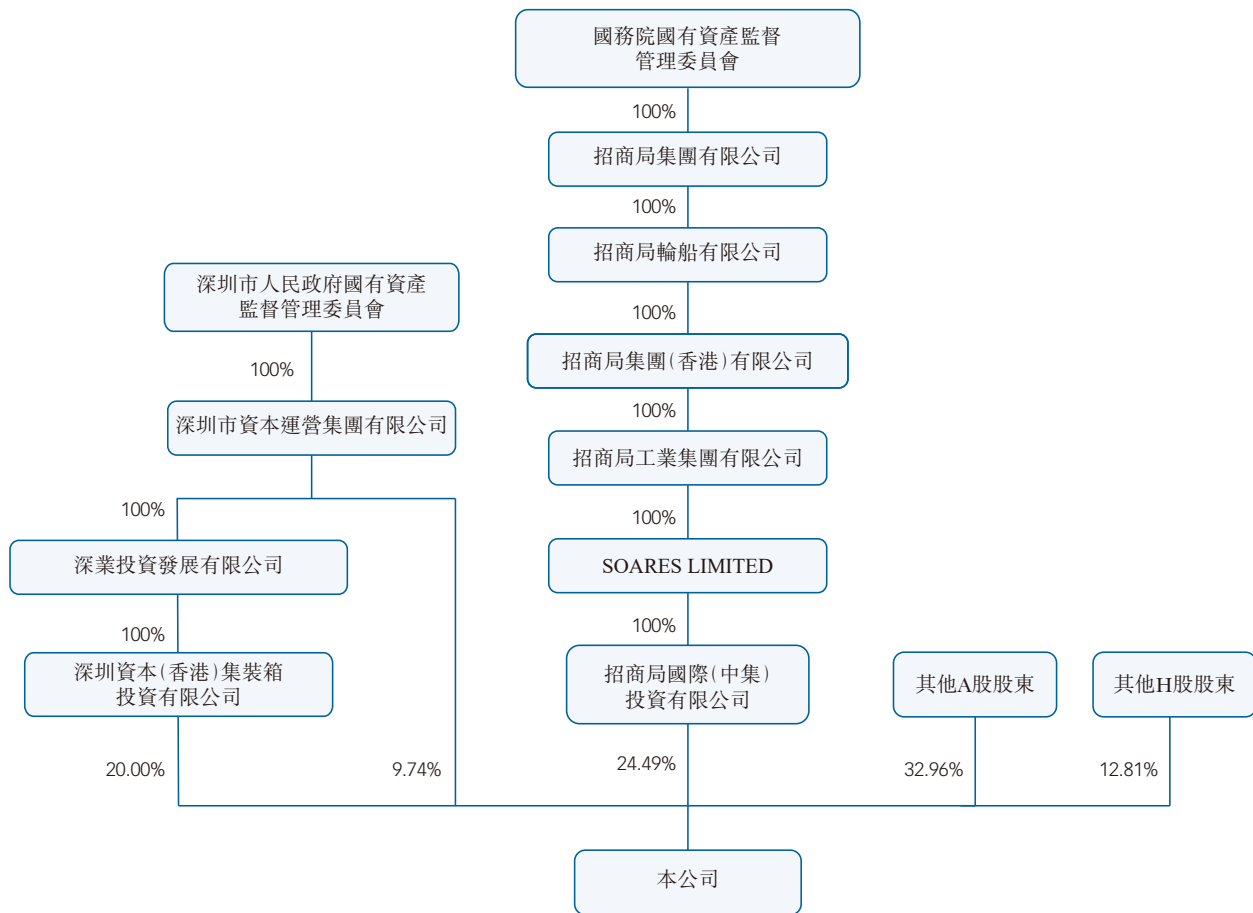 國務院國有資產監督
管理委員會
100%
招商局集團有限公司
100%
招商局輪船有限公司
深圳市人民政府國有資產
監督管理委員會
100%
招商局集團(香港)有限公司
100%
100%
深圳市資本運營集團有限公司
招商局工業集團有限公司
100%
100%
深業投資發展有限公司
SOARES LIMITED
100%
100%
深圳資本(香港)集裝箱
投資有限公司
招商局國際(中集)
投資有限公司
其他A股股東
其他H股股東
20.00%
9.74%
24.49%
32.96%
12.81%
本公司